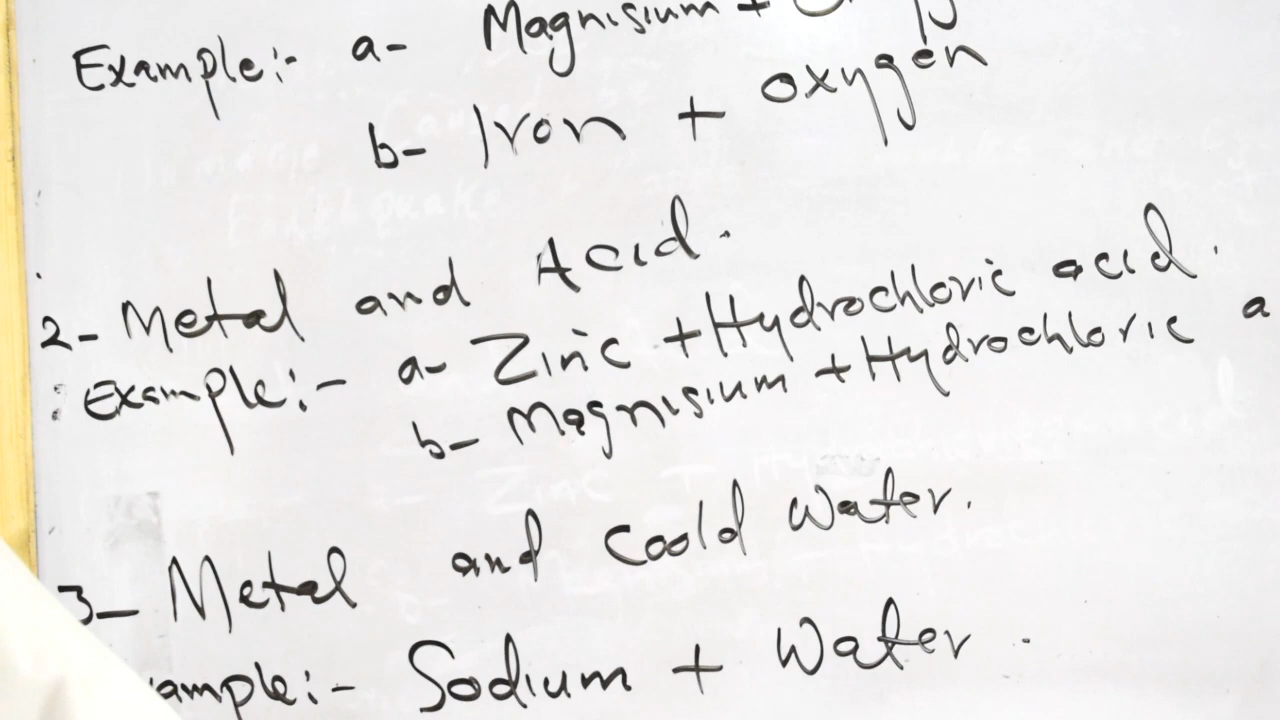 Example:- a- Magnisium +
b- Iron + oxygen
2- Metal and Acid.
Example:- a- Zinc + Hydrochloric acid.
b- Magnisium + Hydrochloric a
3- Metal and Coold Water.
ample:- Sodium + Water.